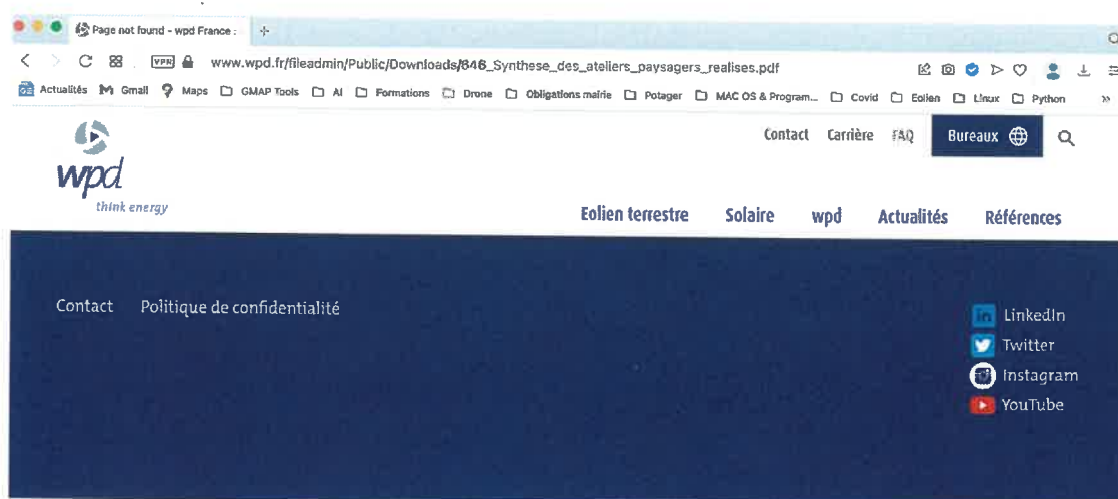 Page not found - wpd France :
VPN www.wpd.fr/fileadmin/Public/Downloads/646_Synthese_des_ateliers_paysagers_realises.pdf
Actualités Gmail Maps GMAP Tools AI Formations Drone Obligations mairie Potager MAC OS & Program... Covid Eolien Linux Python »
Contact Carrière FAQ Bureaux
wpd
think energy
Eolien terrestre Solaire wpd Actualités Références
Contact Politique de confidentialité
LinkedIn
Twitter
Instagram
YouTube